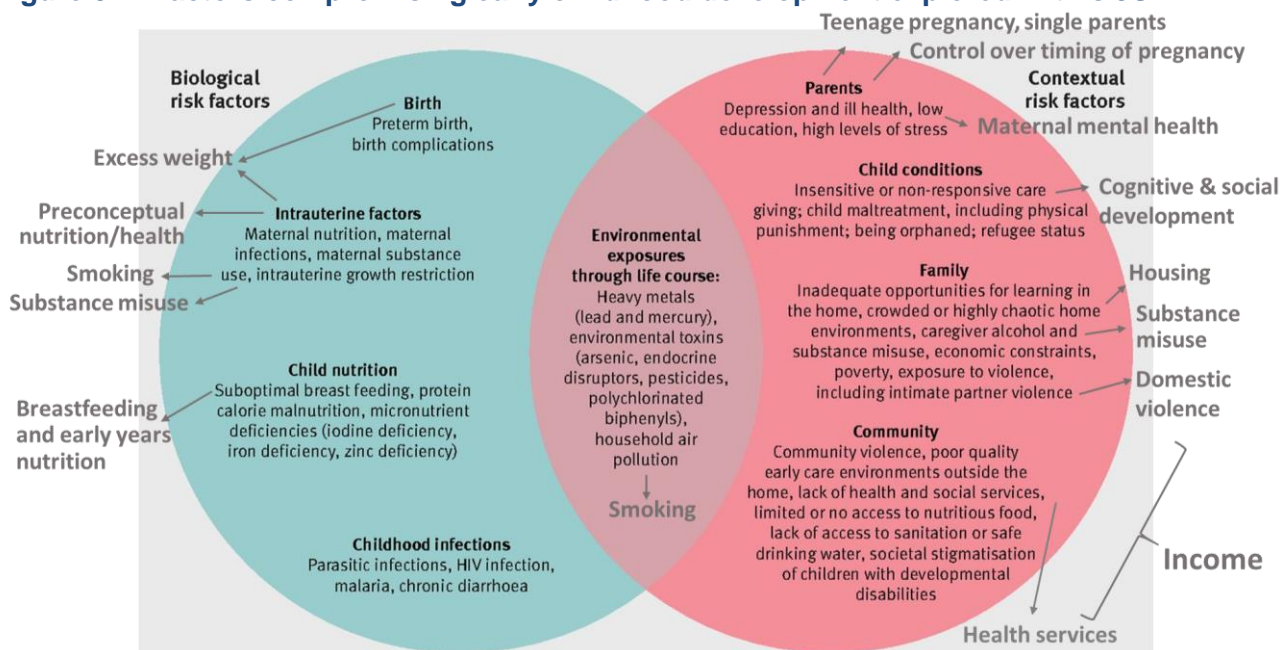 Teenage pregnancy, single parents
Control over timing of pregnancy
Biological
risk factors
Contextual
risk factors
Birth
Preterm birth,
birth complications
Parents
Depression and ill health, low
education, high levels of stress
Maternal mental health
Excess weight
Child conditions
Insensitive or non-responsive care
giving; child maltreatment, including physical
punishment; being orphaned; refugee status
Cognitive & social
development
Preconceptual
nutrition/health
Intrauterine factors
Maternal nutrition, maternal
infections, maternal substance
use, intrauterine growth restriction
Smoking
Substance misuse
Environmental
exposures
through life course:
Heavy metals
(lead and mercury),
environmental toxins
(arsenic, endocrine
disruptors, pesticides,
polychlorinated
biphenyls),
household air
pollution
Smoking
Family
Inadequate opportunities for learning in
the home, crowded or highly chaotic home
environments, caregiver alcohol and
substance misuse, economic constraints,
poverty, exposure to violence,
including intimate partner violence
Housing
Substance
misuse
Domestic
violence
Child nutrition
Suboptimal breast feeding, protein
calorie malnutrition, micronutrient
deficiencies (iodine deficiency,
iron deficiency, zinc deficiency)
Breastfeeding
and early years
nutrition
Community
Community violence, poor quality
early care environments outside the
home, lack of health and social services,
limited or no access to nutritious food,
lack of access to sanitation or safe
drinking water, societal stigmatisation
of children with developmental
disabilities
Childhood infections
Parasitic infections, HIV infection,
malaria, chronic diarrhoea
Income
Health services